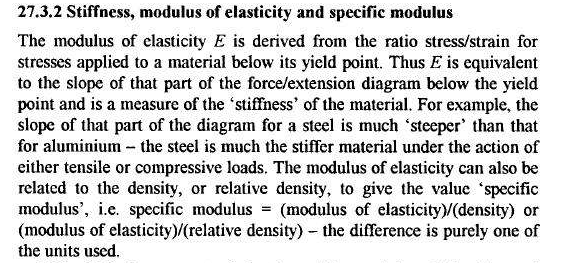 27.3.2 Stiffness, modulus of elasticity and specific modulus
The modulus of elasticity E is derived from the ratio stress/strain for
stresses applied to a material below its yield point. Thus E is equivalent
to the slope of that part of the force/extension diagram below the yield
point and is a measure of the ‘stiffness’ of the material. For example, the
slope of that part of the diagram for a steel is much ‘steeper’ than that
for aluminium – the steel is much the stiffer material under the action of
either tensile or compressive loads. The modulus of elasticity can also be
related to the density, or relative density, to give the value ‘specific
modulus’, i.e. specific modulus = (modulus of elasticity)/(density) or
(modulus of elasticity)/(relative density) – the difference is purely one of
the units used.